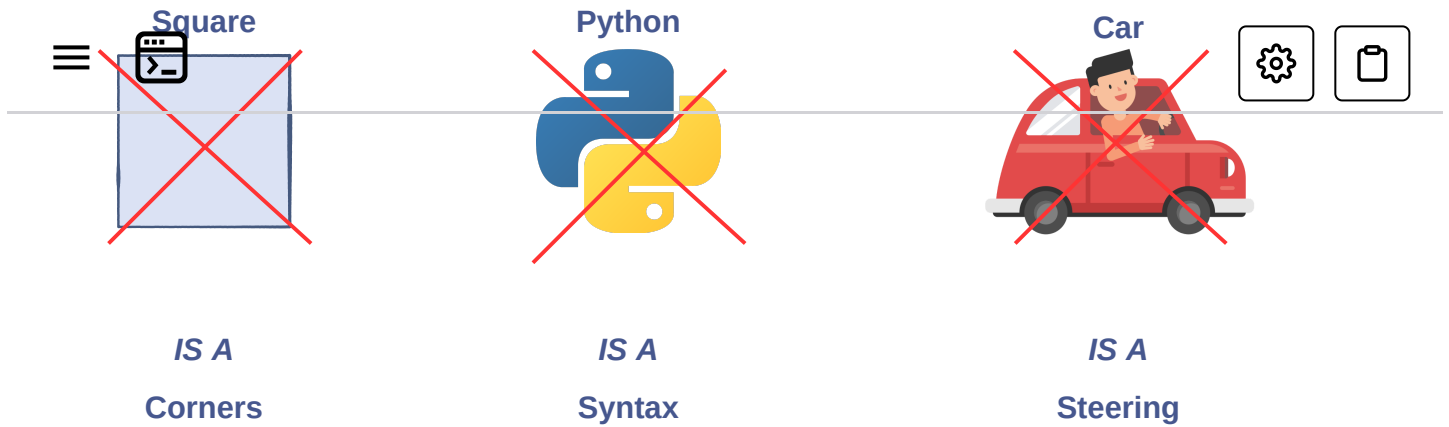 Square Python Car
IS A IS A IS A
Corners Syntax Steering